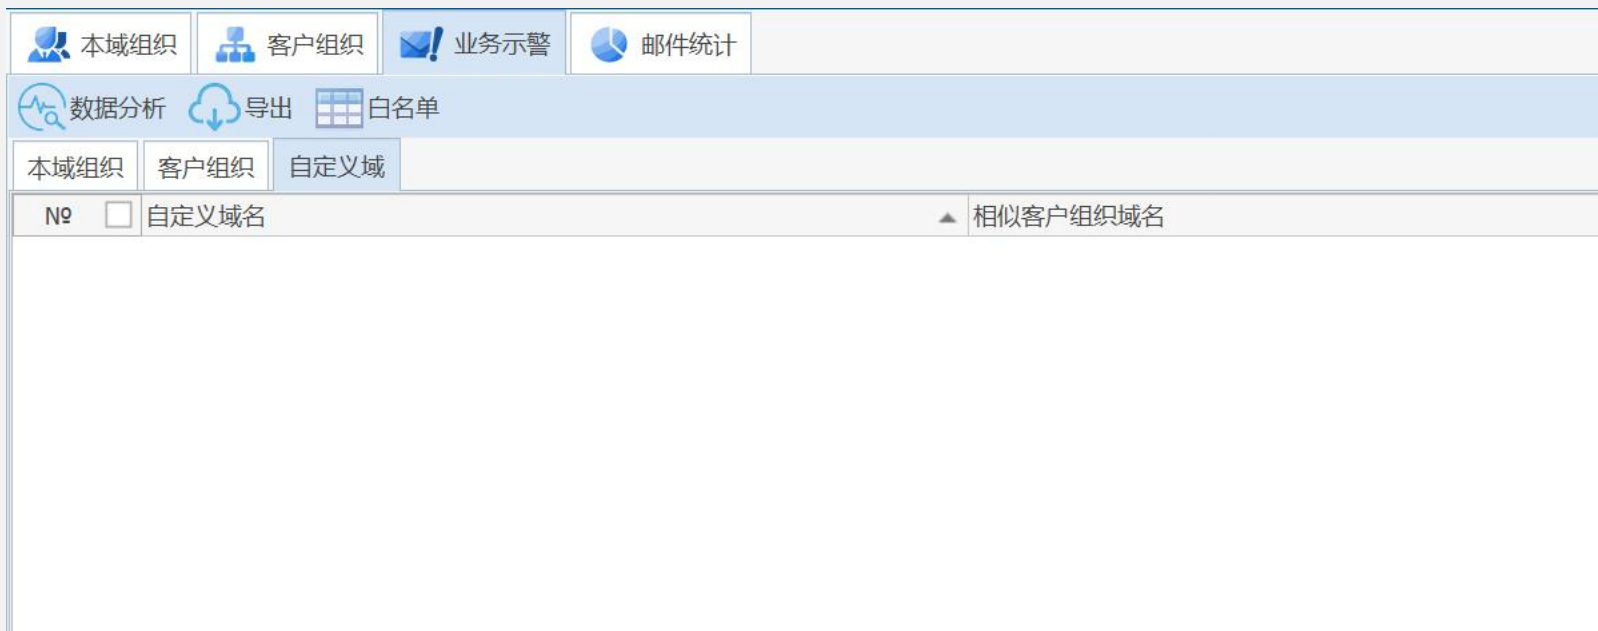 本域组织 客户组织 业务示警 邮件统计
数据分析 导出 白名单
本域组织 客户组织 自定义域
№ 自定义域名 相似客户组织域名